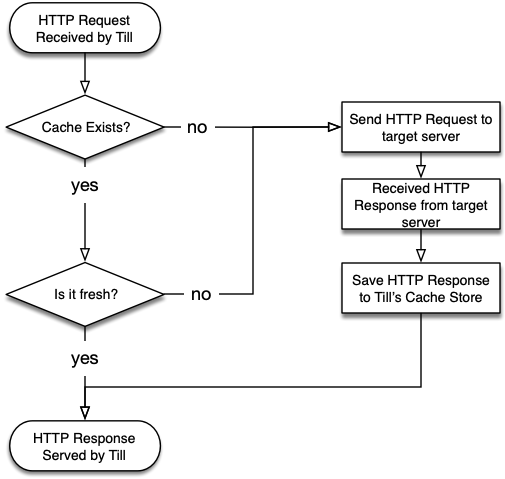 HTTP Request
Received by Till
Cache Exists?
no
Send HTTP Request to
target server
yes
Received HTTP
Response from target
server
Is it fresh?
no
Save HTTP Response
to Till's Cache Store
yes
HTTP Response
Served by Till